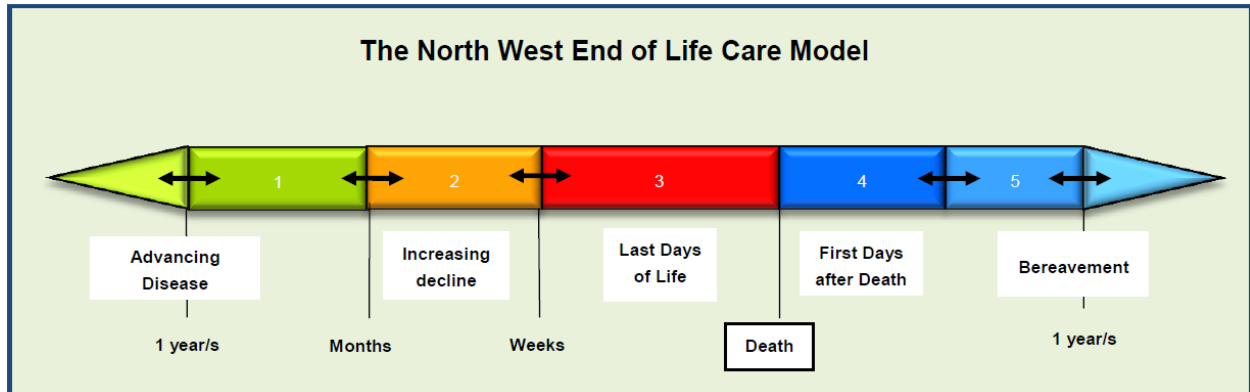 The North West End of Life Care Model
1 2 3 4 5
Advancing
Disease
Increasing
decline
Last Days
of Life
First Days
after Death
Bereavement
1 year/s Months Weeks Death 1 year/s